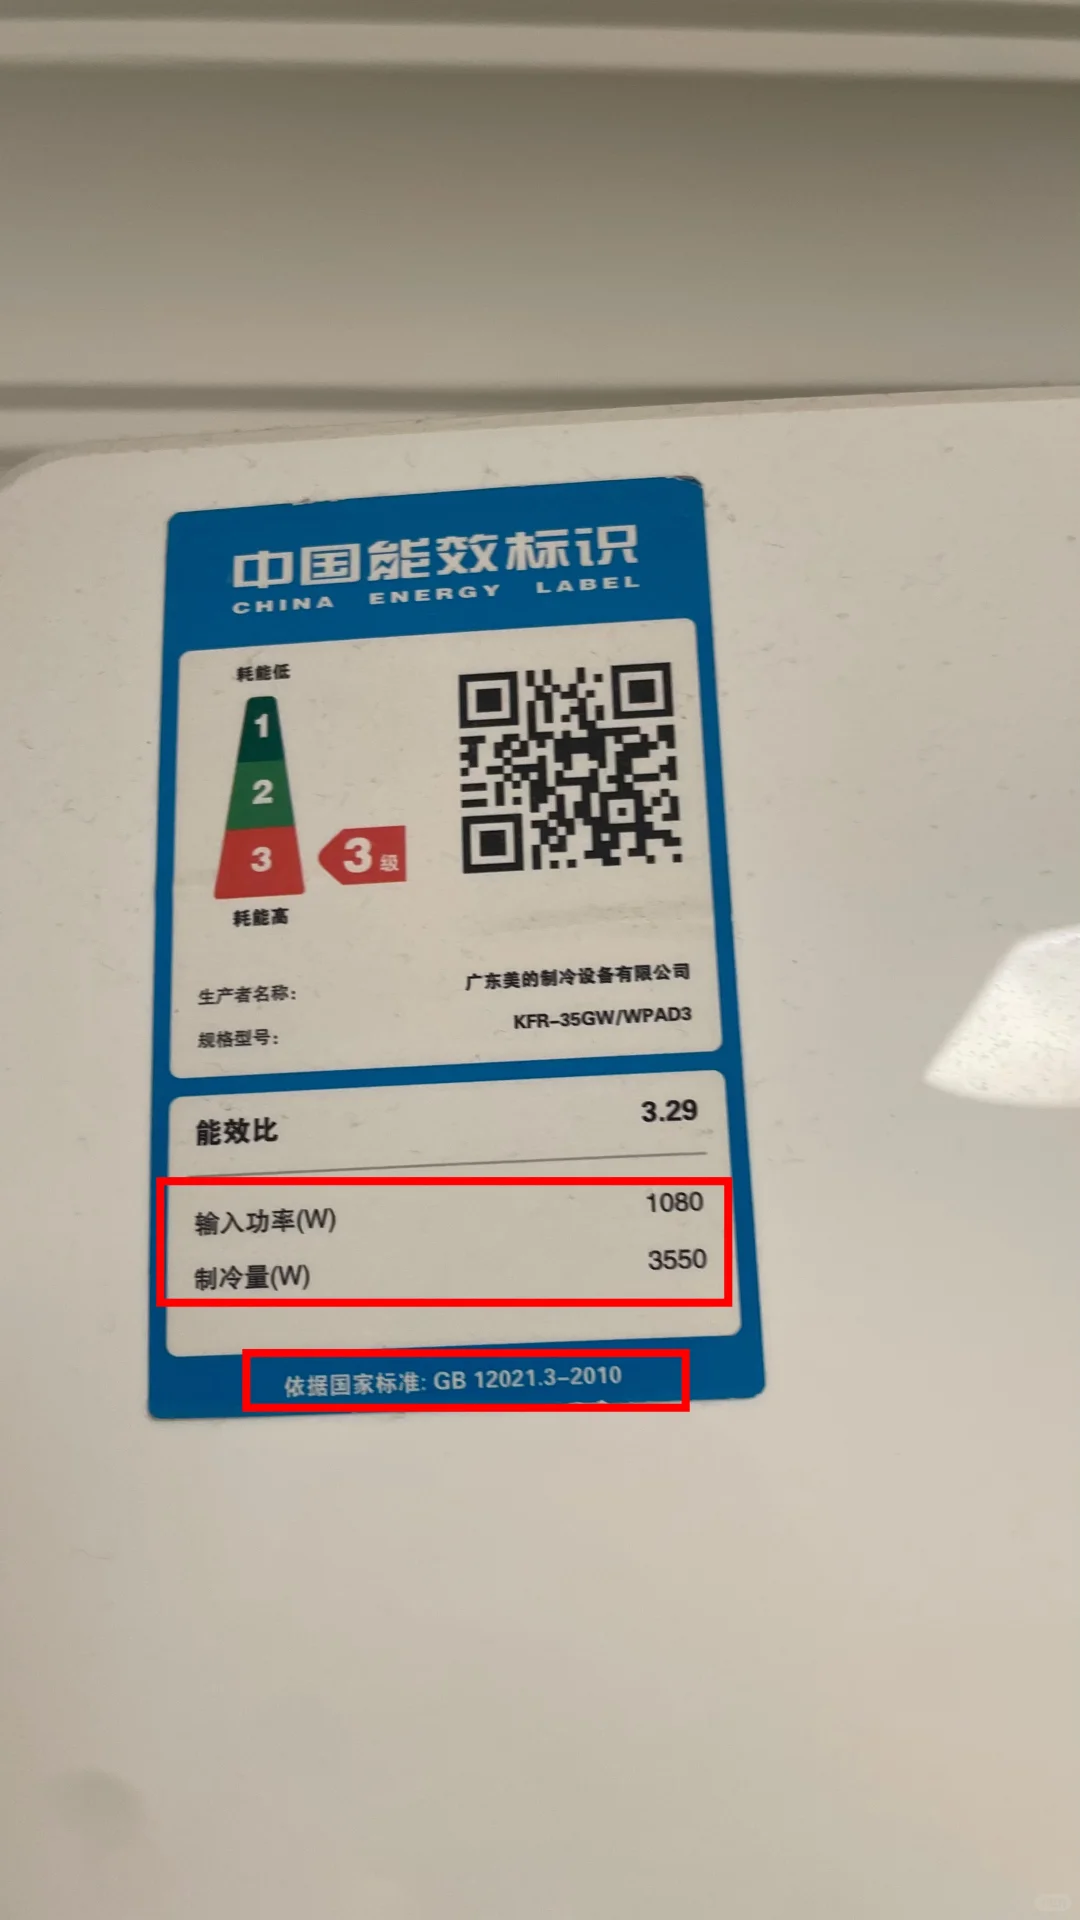 中国能效标识
CHINA ENERGY LABEL
耗能低
1
2
3
3级
耗能高
生产者名称: 广东美的制冷设备有限公司
规格型号: KFR-35GW/WPAD3
能效比 3.29
输入功率(W) 1080
制冷量(W) 3550
依据国家标准: GB 12021.3-2010